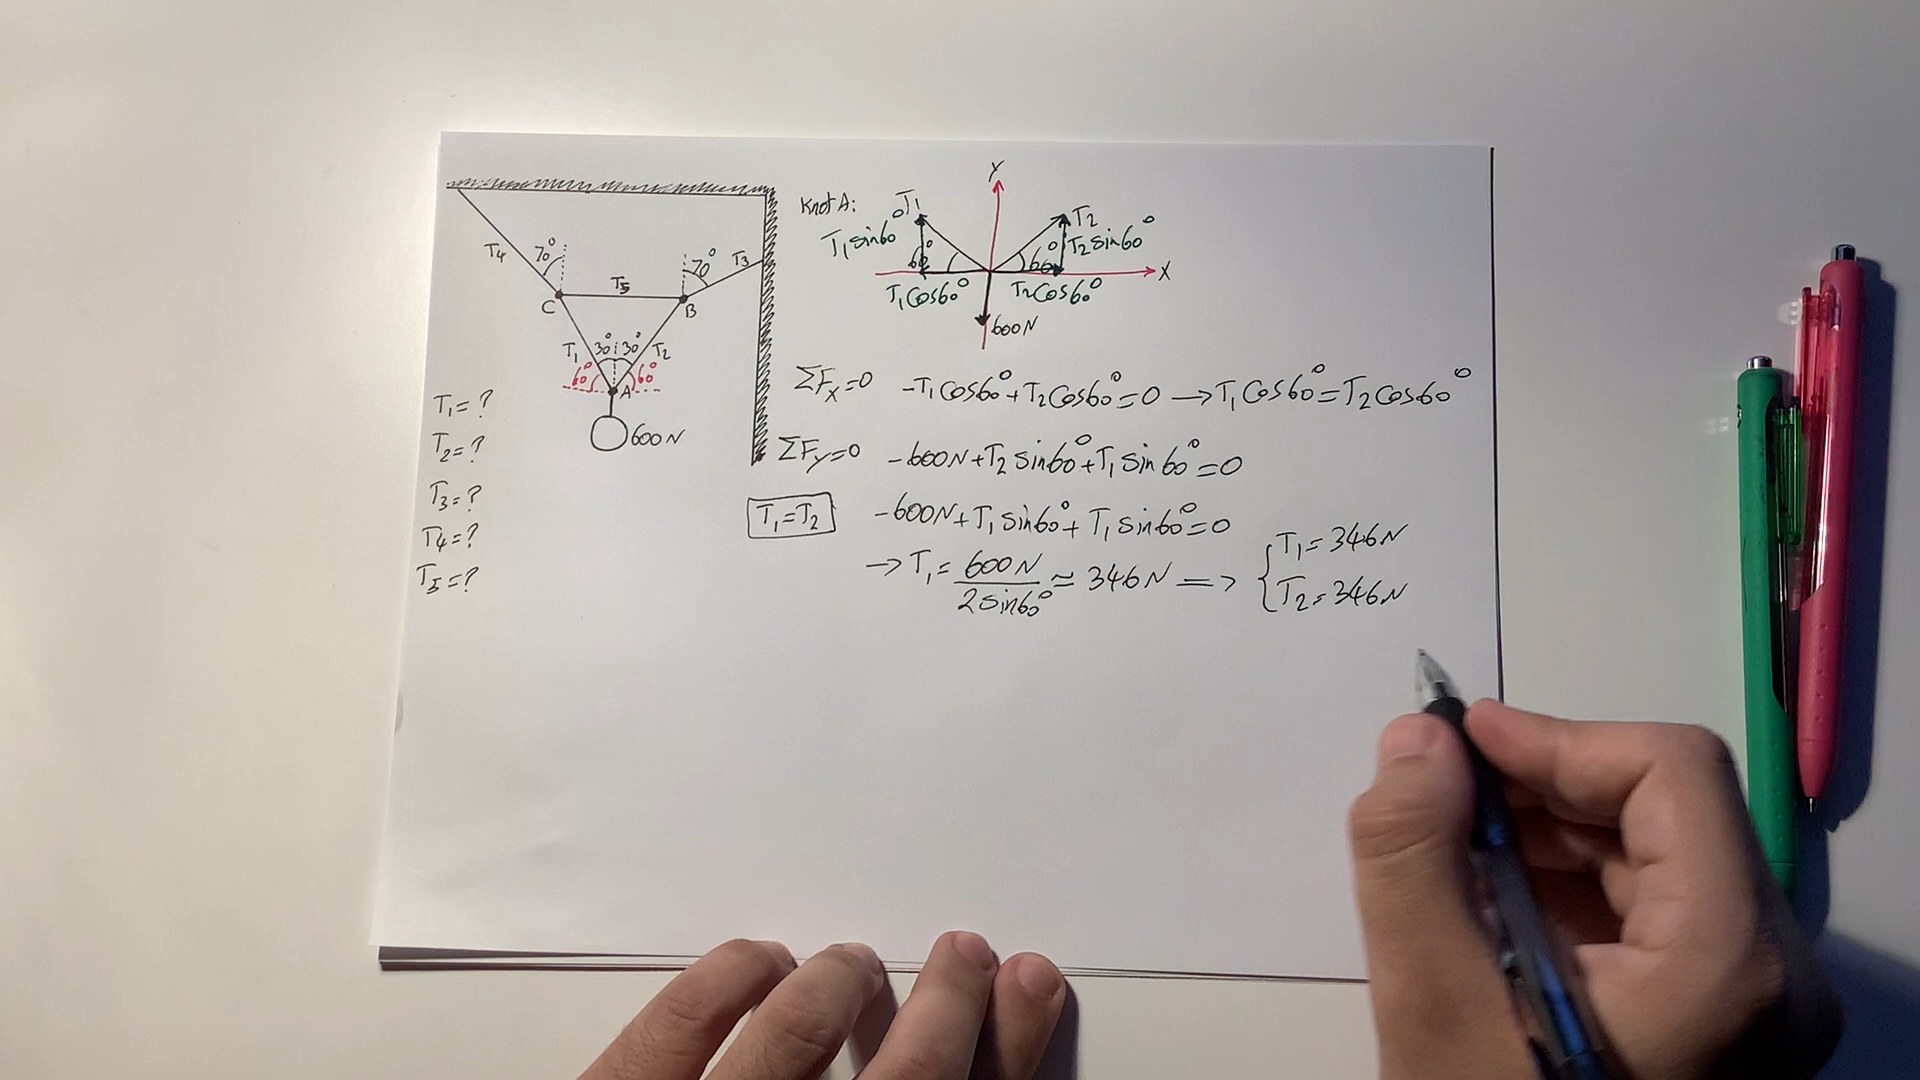 T4
70°
70°
T3
T5
C
B
T1
30°
30°
T2
60°
60°
A
600N
T1=?
T2=?
T3=?
T4=?
T5=?
Knot A:
Y
T1
T2
T1 sin60°
60°
60°
T2 sin60°
X
T1 Cos60°
T2 Cos60°
600N
ΣFx=0 -T1 Cos60°+T2 Cos60°=0 → T1 Cos60°=T2 Cos60°
ΣFy=0 -600N+T2 sin60°+T1 sin60°=0
T1=T2 -600N+T1 sin60°+T1 sin60°=0
→ T1= 600N / 2sin60° ≈ 346N => { T1=346N
T2=346N